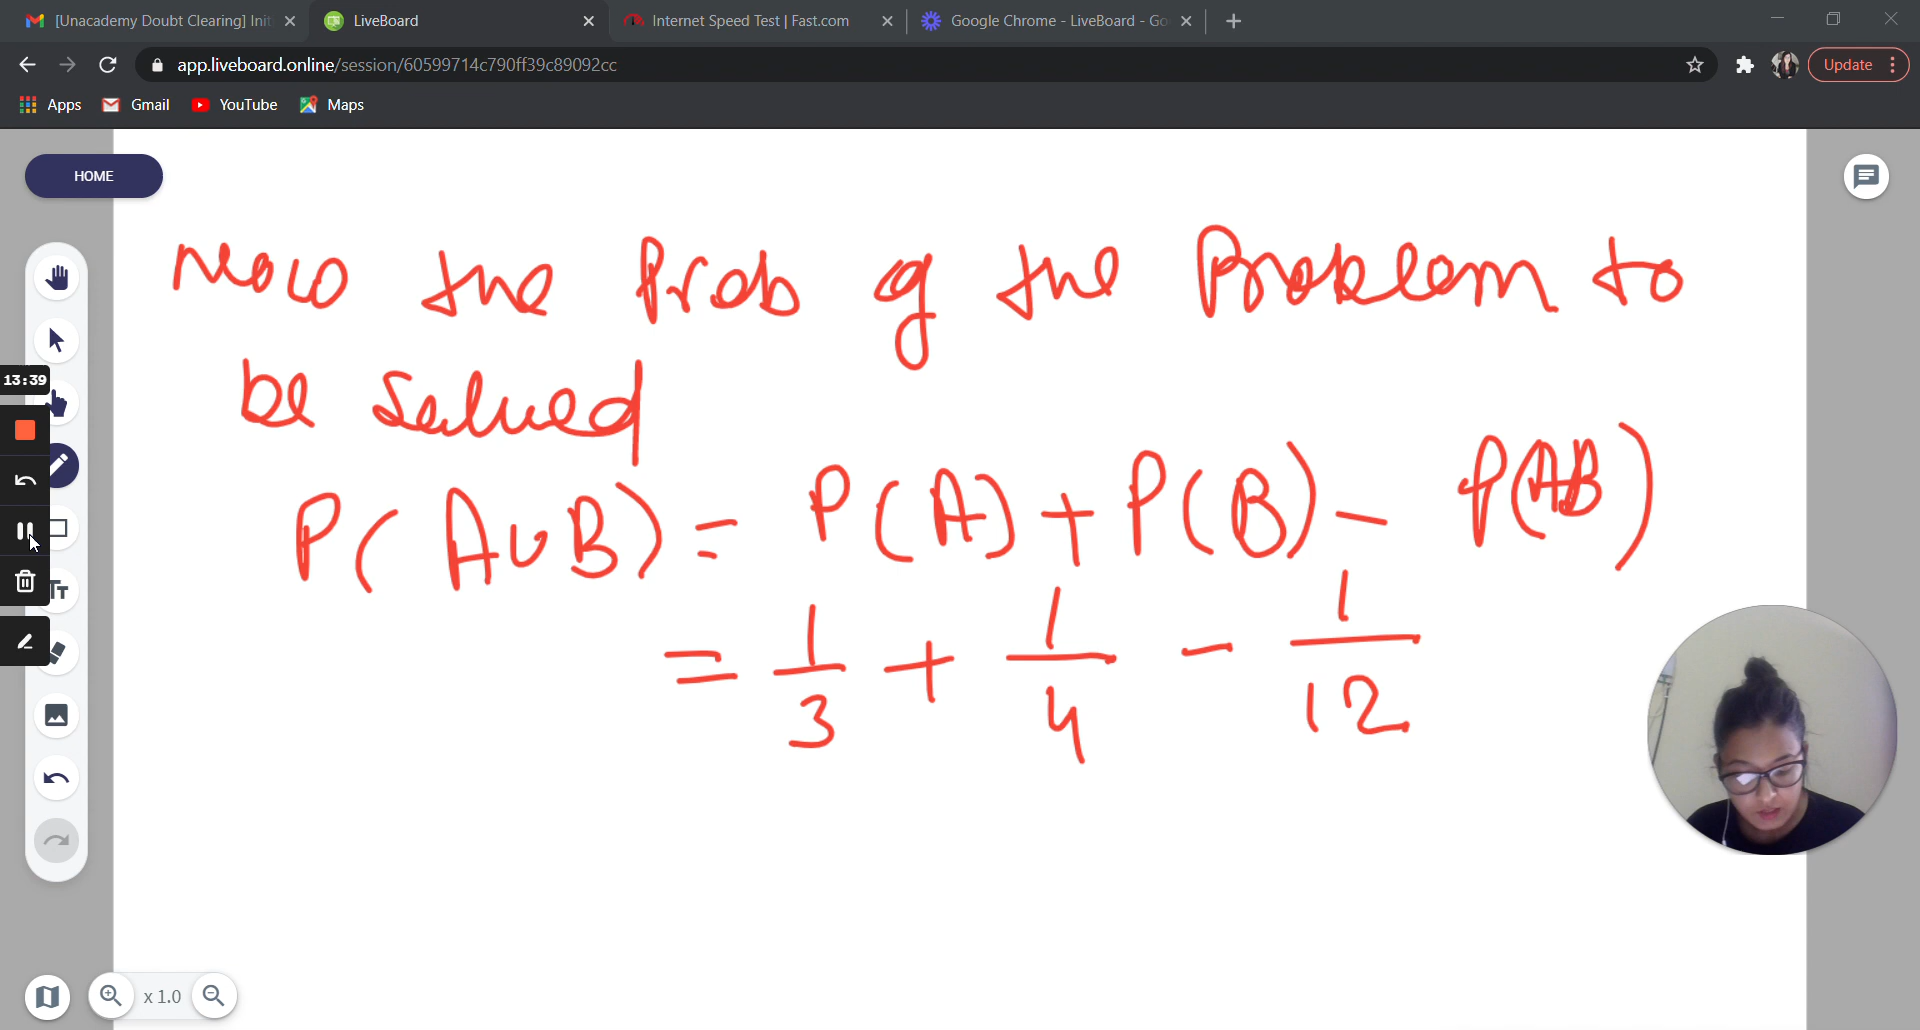 [Unacademy Doubt Clearing] Init
LiveBoard
Internet Speed Test | Fast.com
Google Chrome - LiveBoard - Go
app.liveboard.online/session/60599714c790ff39c89092cc
Update
Apps
Gmail
YouTube
Maps
HOME
Now the Prob of the Problem to
be Solved
13:39
P(A∪B) = P(A) + P(B) - P(AB)
= 1/3 + 1/4 - 1/12
Tт
x 1.0